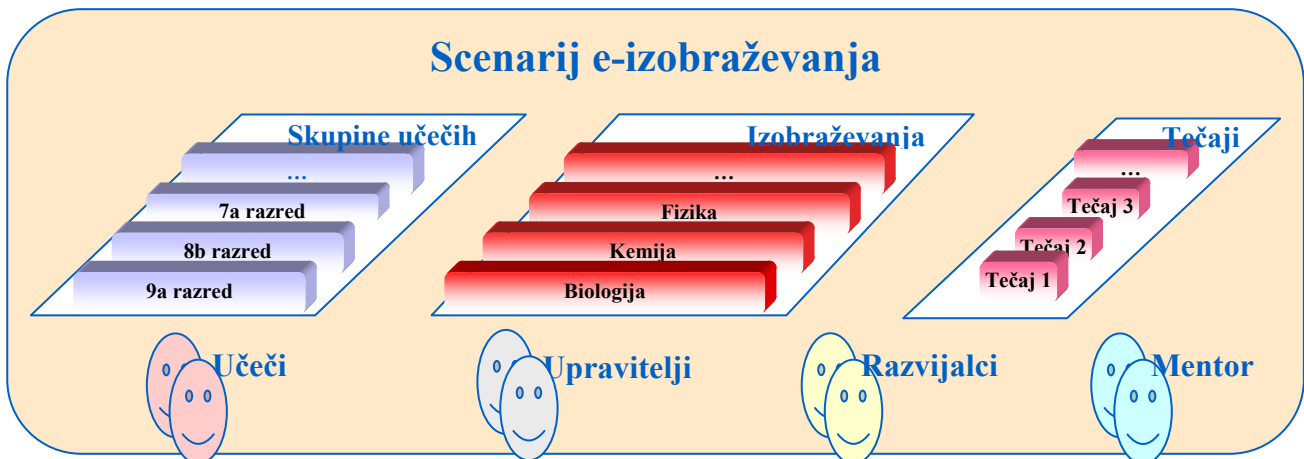 Scenarij e-izobraževanja
Skupine učečih
...
7a razred
8b razred
9a razred
Izobraževanja
...
Fizika
Kemija
Biologija
Tečaji
...
Tečaj 3
Tečaj 2
Tečaj 1
Učeči
Upravitelji
Razvijalci
Mentor